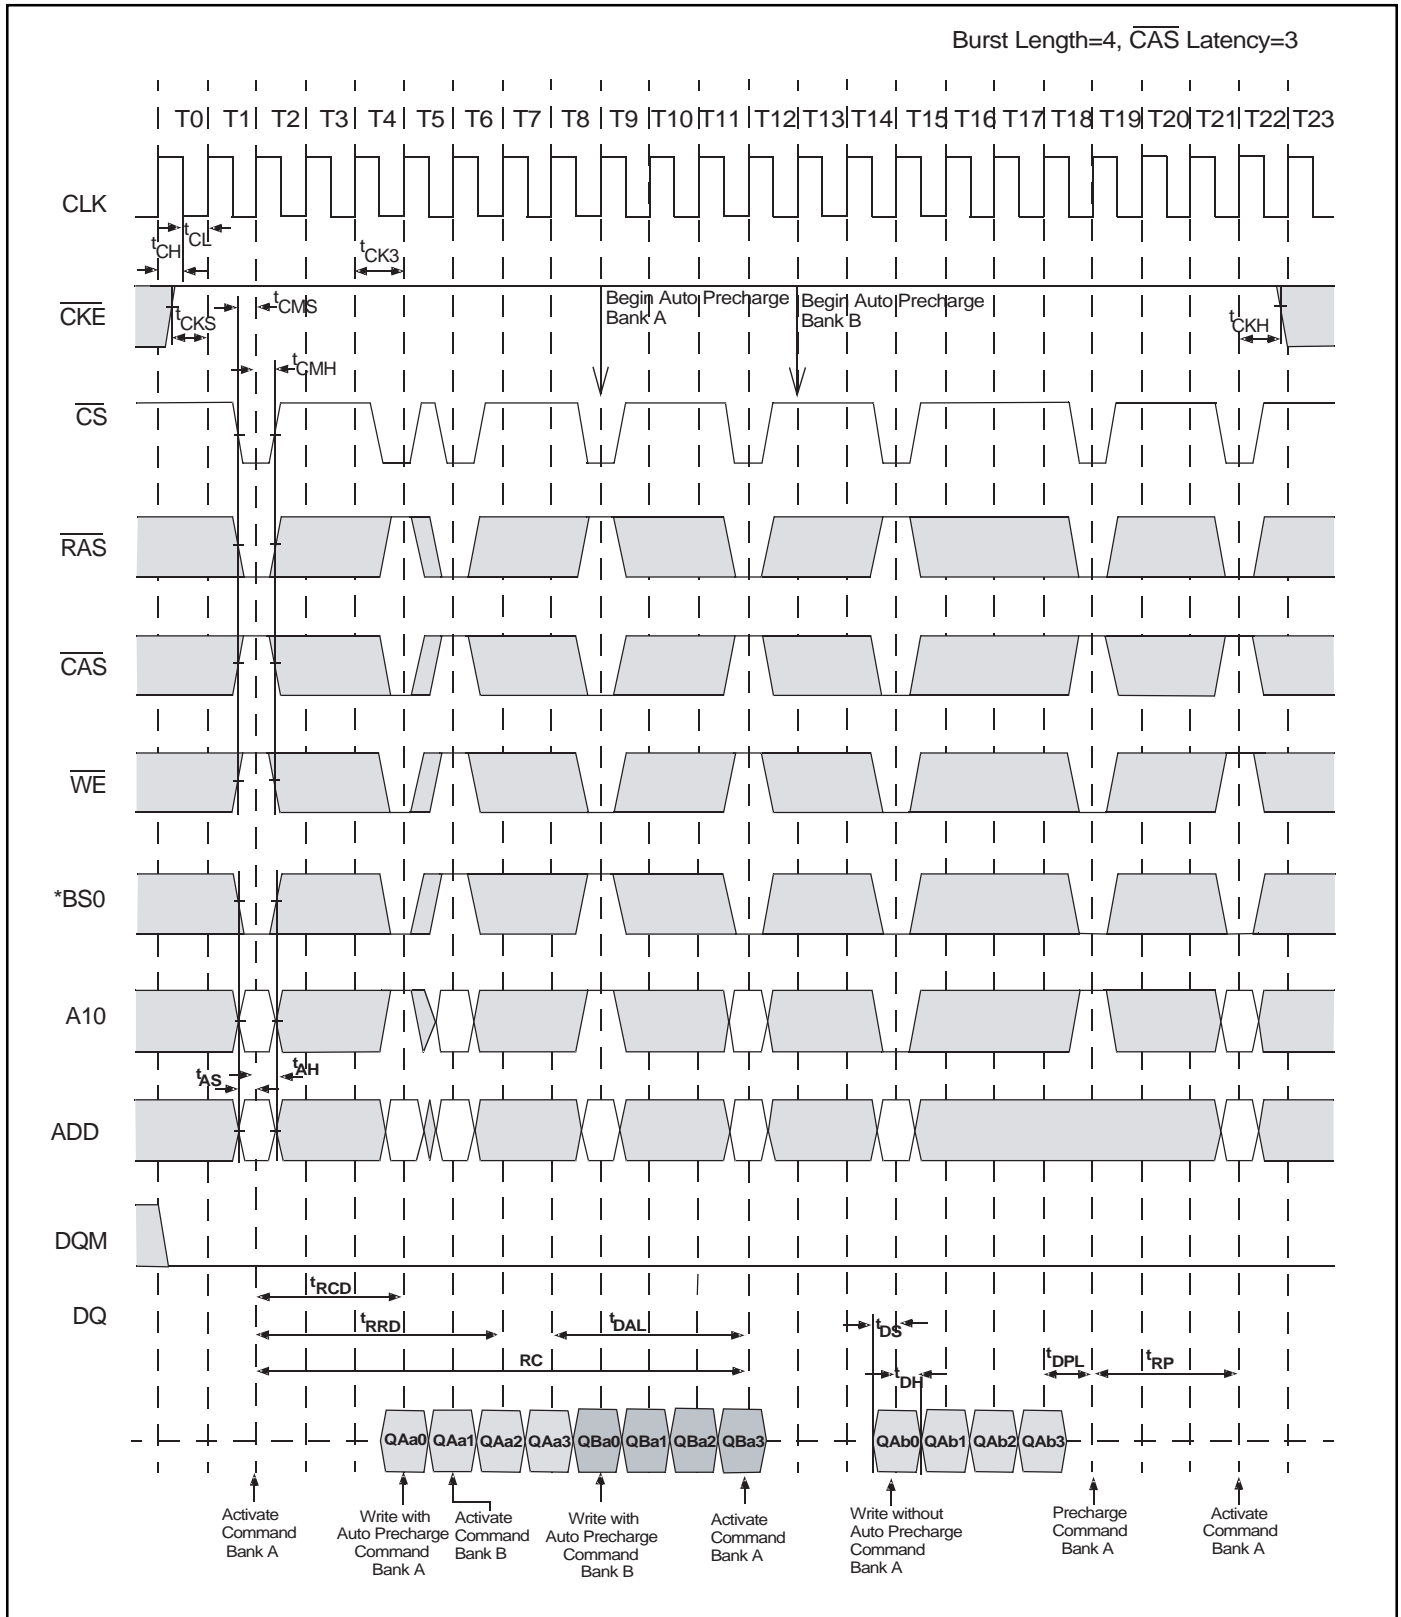 Burst Length=4, CAS Latency=3
T0 T1 T2 T3 T4 T5 T6 T7 T8 T9 T10 T11 T12 T13 T14 T15 T16 T17 T18 T19 T20 T21 T22 T23
CLK
tCH
tCL
tCK3
CKE
tCKS
tCMS
tCMH
Begin Auto Precharge
Bank A
Begin Auto Precharge
Bank B
tCKH
CS
RAS
CAS
WE
*BS0
A10
tAS
tAH
ADD
DQM
DQ
tRCD
tRRD
tDAL
RC
tDS
tDH
tDPL
tRP
QAa0 QAa1 QAa2 QAa3 QBa0 QBa1 QBa2 QBa3 QAb0 QAb1 QAb2 QAb3
Activate
Command
Bank A
Write with
Auto Precharge
Command
Bank A
Activate
Command
Bank B
Write with
Auto Precharge
Command
Bank B
Activate
Command
Bank A
Write without
Auto Precharge
Command
Bank A
Precharge
Command
Bank A
Activate
Command
Bank A